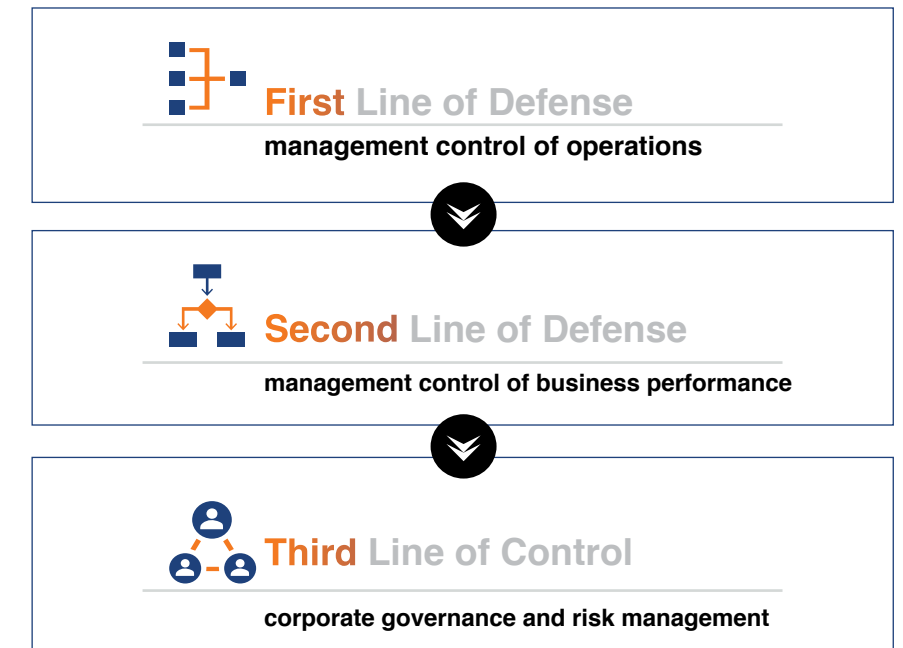 First Line of Defense
management control of operations
Second Line of Defense
management control of business performance
Third Line of Control
corporate governance and risk management